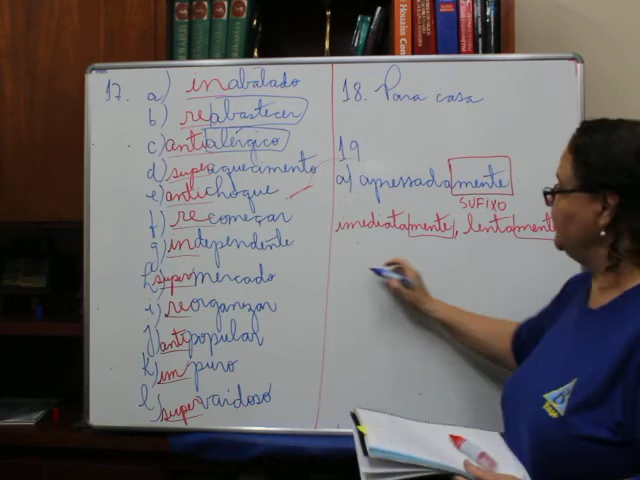 Houaiss
17. a) inabalado
b) reabastecer
c) antialérgico
d) superaquecimento
e) antichoque
f) recomeçar
g) independente
h) supermercado
i) reorganizar
j) antipopular
k) impuro
l) supervaidoso
18. Para casa
19
a) apressadamente
SUFIXO
imediatamente, lentamente